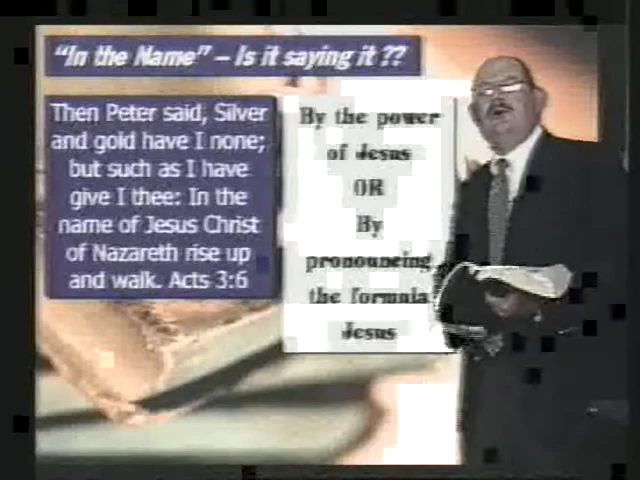 "In the Name" – Is it saying it ??
Then Peter said, Silver
and gold have I none;
but such as I have
give I thee: In the
name of Jesus Christ
of Nazareth rise up
and walk. Acts 3:6
By the power
of Jesus
OR
By
pronouncing
the formula
Jesus